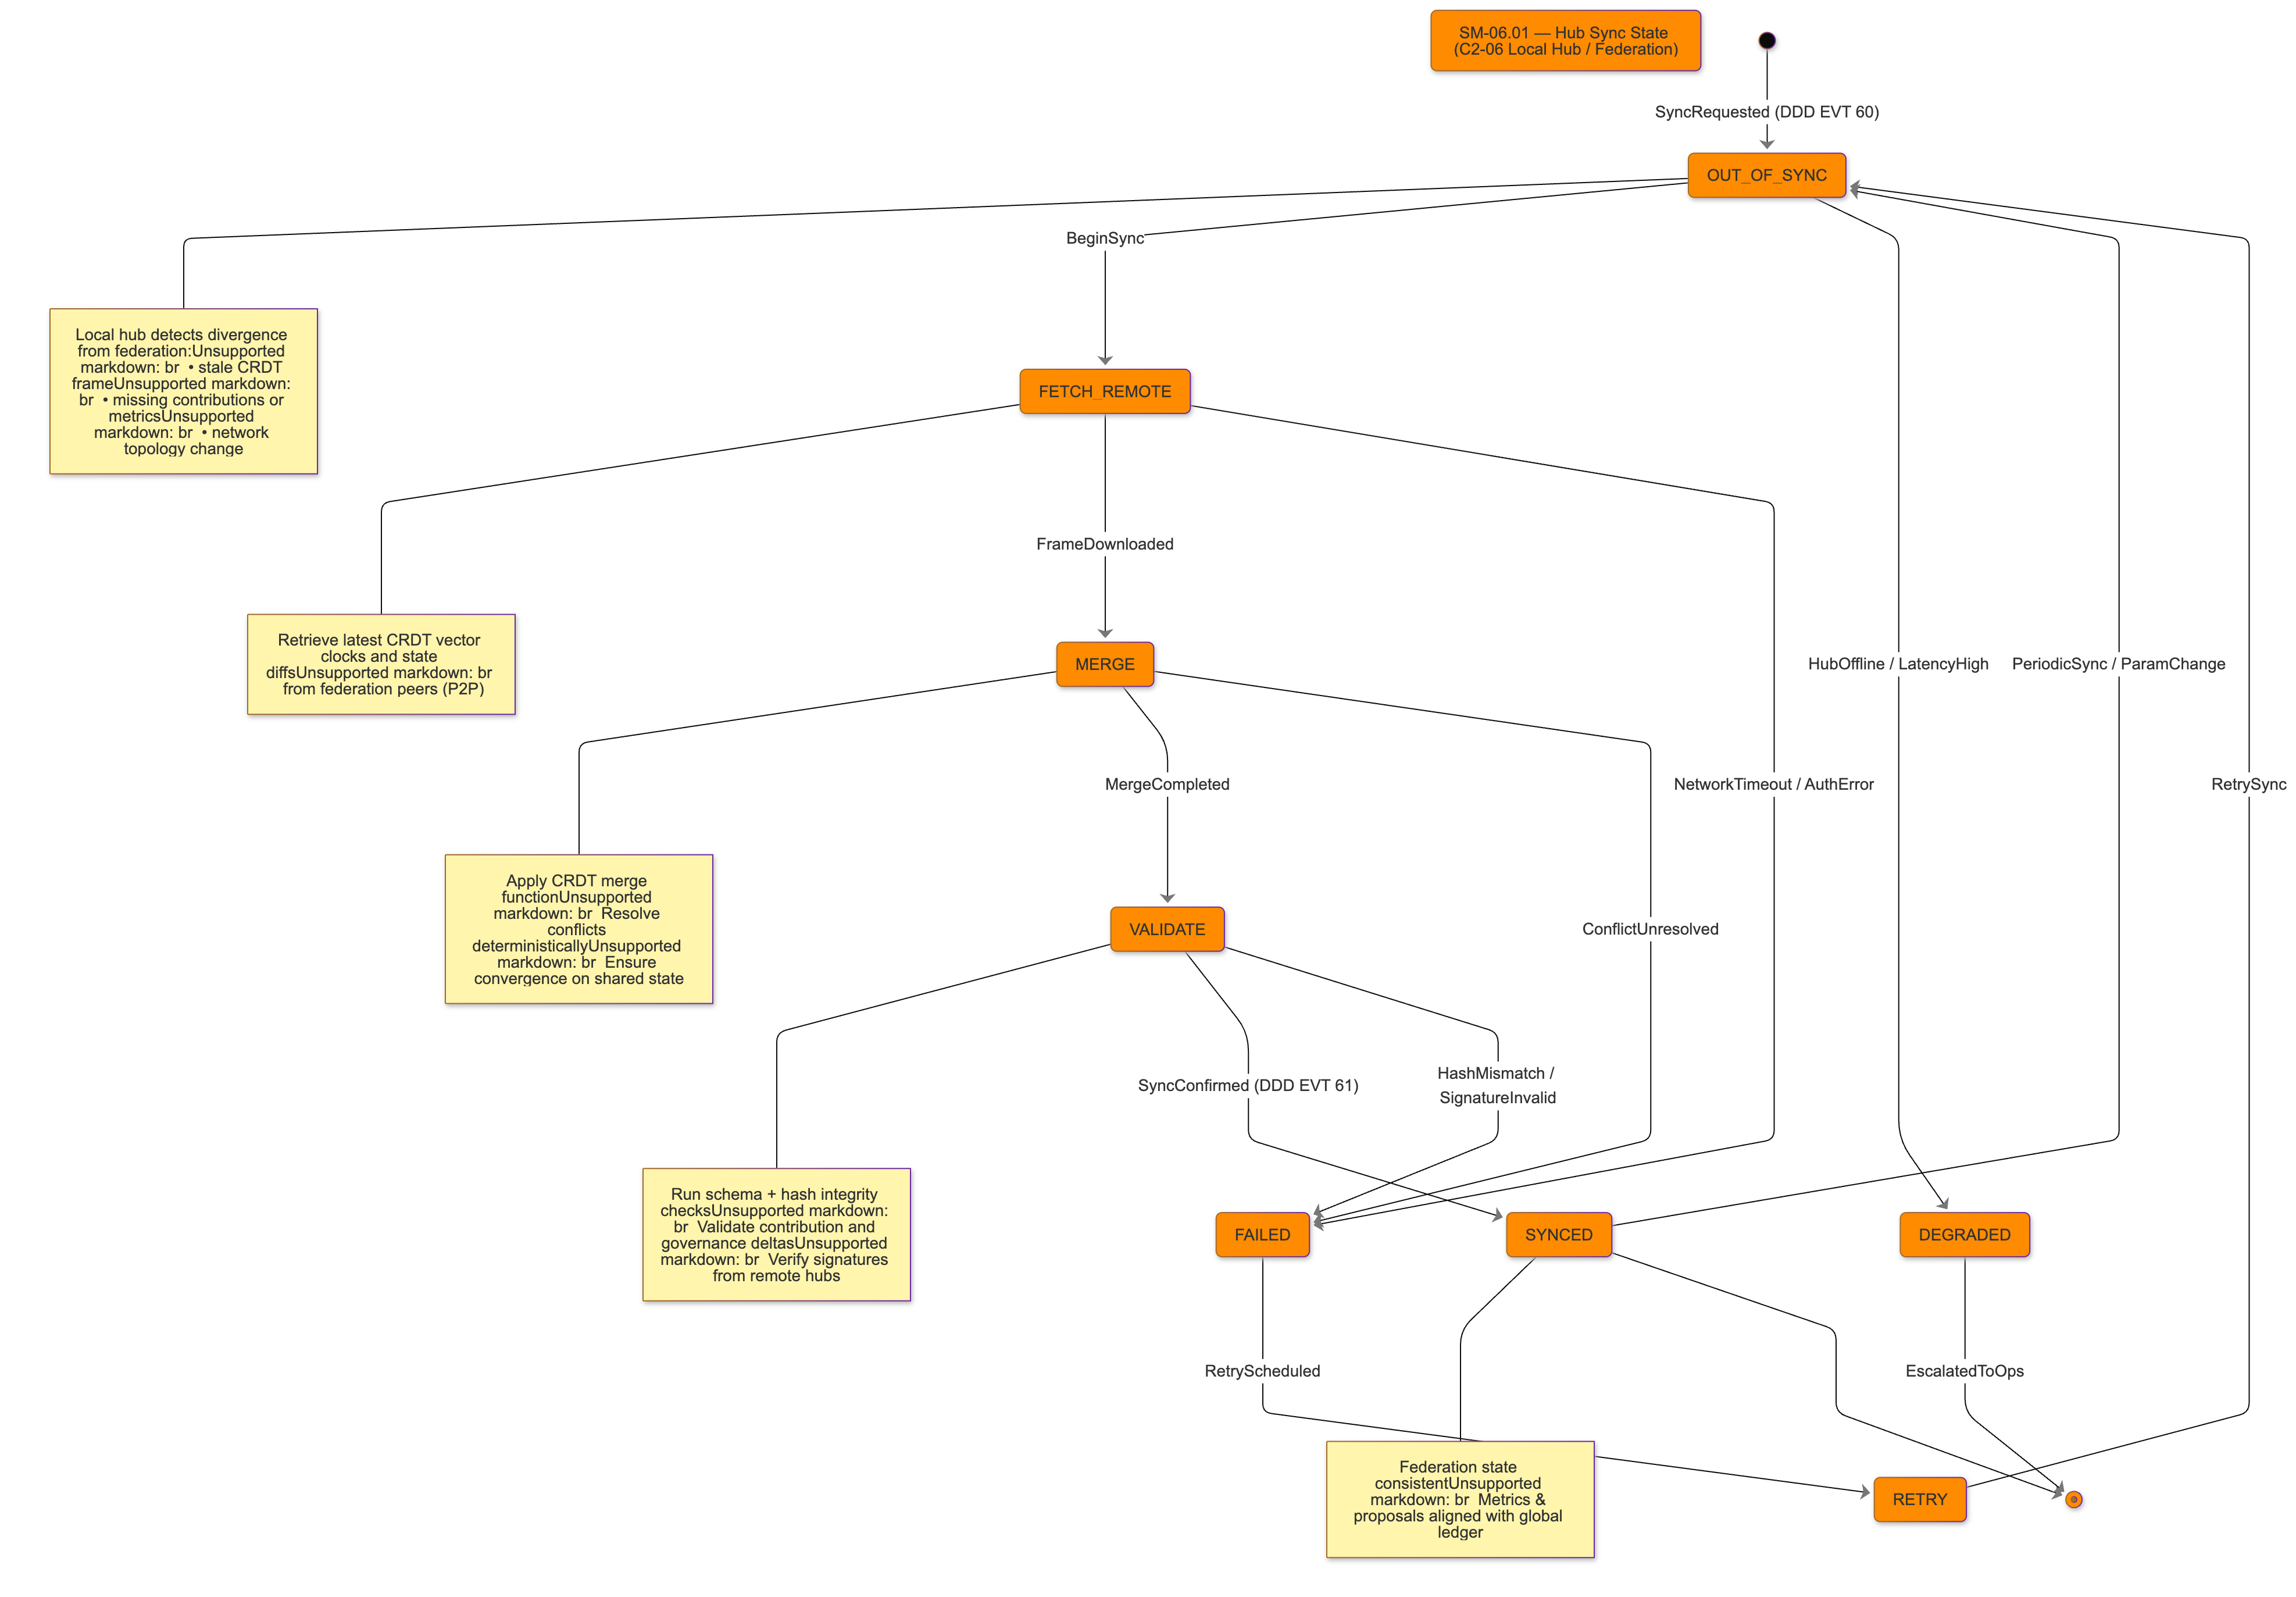 SM-06.01 — Hub Sync State
(C2-06 Local Hub / Federation)
SyncRequested (DDD EVT 60)
OUT_OF_SYNC
BeginSync
Local hub detects divergence
from federation:Unsupported
markdown: br • stale CRDT
frameUnsupported markdown:
br • missing contributions or
metricsUnsupported
markdown: br • network
topology change
FETCH_REMOTE
FrameDownloaded
Retrieve latest CRDT vector
clocks and state
diffsUnsupported markdown: br
from federation peers (P2P)
MERGE
HubOffline / LatencyHigh
PeriodicSync / ParamChange
MergeCompleted
NetworkTimeout / AuthError
RetrySync
Apply CRDT merge
functionUnsupported
markdown: br Resolve
conflicts
deterministicallyUnsupported
markdown: br Ensure
convergence on shared state
VALIDATE
ConflictUnresolved
SyncConfirmed (DDD EVT 61)
HashMismatch /
SignatureInvalid
Run schema + hash integrity
checksUnsupported markdown:
br Validate contribution and
governance deltasUnsupported
markdown: br Verify signatures
from remote hubs
FAILED
SYNCED
DEGRADED
RetryScheduled
EscalatedToOps
Federation state
consistentUnsupported
markdown: br Metrics &
proposals aligned with global
ledger
RETRY